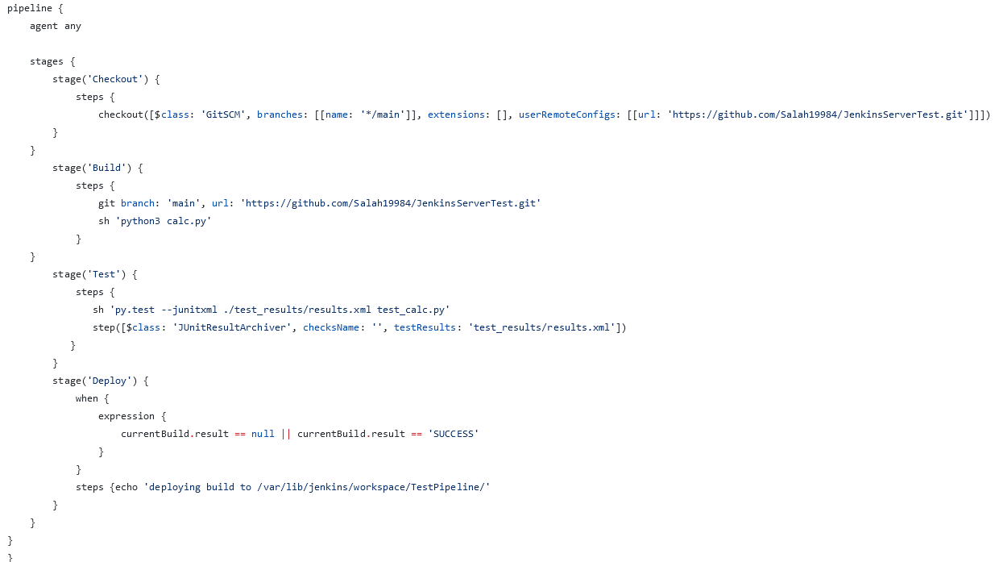 pipeline {
    agent any

    stages {
        stage('Checkout') {
            steps {
                checkout([$class: 'GitSCM', branches: [[name: '*/main']], extensions: [], userRemoteConfigs: [[url: 'https://github.com/Salah19984/JenkinsServerTest.git']]])
        }
    }
        stage('Build') {
            steps {
                git branch: 'main', url: 'https://github.com/Salah19984/JenkinsServerTest.git'
                sh 'python3 calc.py'
            }
    }
        stage('Test') {
            steps {
               sh 'py.test --junitxml ./test_results/results.xml test_calc.py'
               step([$class: 'JUnitResultArchiver', checksName: '', testResults: 'test_results/results.xml'])
           }
        }
        stage('Deploy') {
            when {
                expression {
                    currentBuild.result == null || currentBuild.result == 'SUCCESS'
                }
            }
            steps {echo 'deploying build to /var/lib/jenkins/workspace/TestPipeline/'
        }
    }
}
}